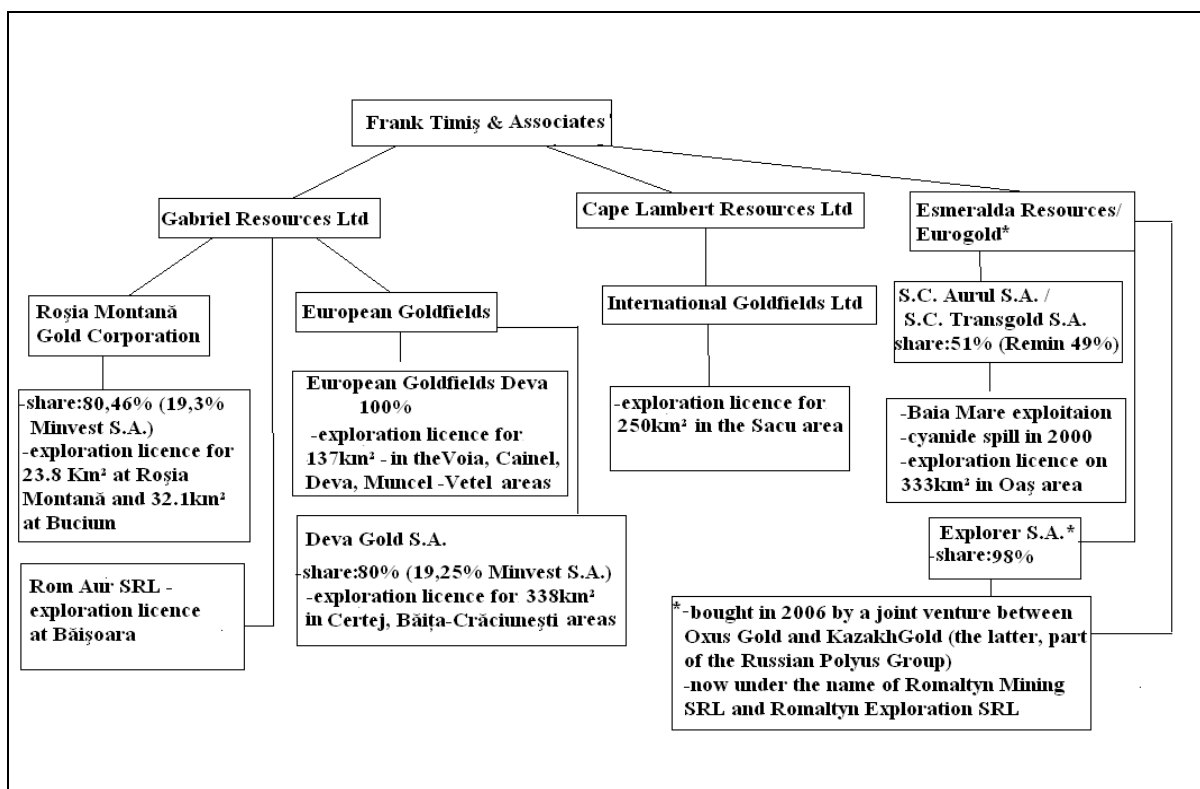 Frank Timiş & Associates
Gabriel Resources Ltd
Cape Lambert Resources Ltd
Esmeralda Resources/
Eurogold*
Roşia Montană
Gold Corporation
European Goldfields
International Goldfields Ltd
S.C. Aurul S.A. /
S.C. Transgold S.A.
share:51% (Remin 49%)
-share:80,46% (19,3%
Minvest S.A.)
-exploration licence for
23.8 Km² at Roşia
Montană and 32.1km²
at Bucium
European Goldfields Deva
100%
-exploration licence for
137km² - in theVoia, Cainel,
Deva, Muncel -Vetel areas
-exploration licence for
250km² in the Sacu area
-Baia Mare exploitaion
-cyanide spill in 2000
-exploration licence on
333km² in Oaş area
Explorer S.A.*
-share:98%
Deva Gold S.A.
-share:80% (19,25% Minvest S.A.)
-exploration licence for 338km²
in Certej, Băiţa-Crăciuneşti areas
Rom Aur SRL -
exploration licence
at Băişoara
*-bought in 2006 by a joint venture between
Oxus Gold and KazakhGold (the latter, part
of the Russian Polyus Group)
-now under the name of Romaltyn Mining
SRL and Romaltyn Exploration SRL